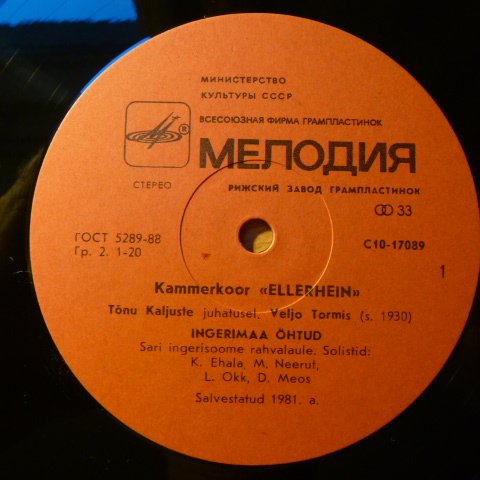 МИНИСТЕРСТВО
КУЛЬТУРЫ СССР
ВСЕСОЮЗНАЯ ФИРМА ГРАМПЛАСТИНОК
® МЕЛОДИЯ
СТЕРЕО
РИЖСКИЙ ЗАВОД ГРАМПЛАСТИНОК
33
ГОСТ 5289-88
Гр. 2. 1-20
С10-17089
1
Kammerkoor «ELLERHEIN»
Tõnu Kaljuste juhatusel. Veljo Tormis (s. 1930)
INGERIMAA ÕHTUD
Sari ingerisoome rahvalaule. Solistid:
K. Ehala, M. Neerut,
L. Okk, D. Meos
Salvestatud 1981. a.